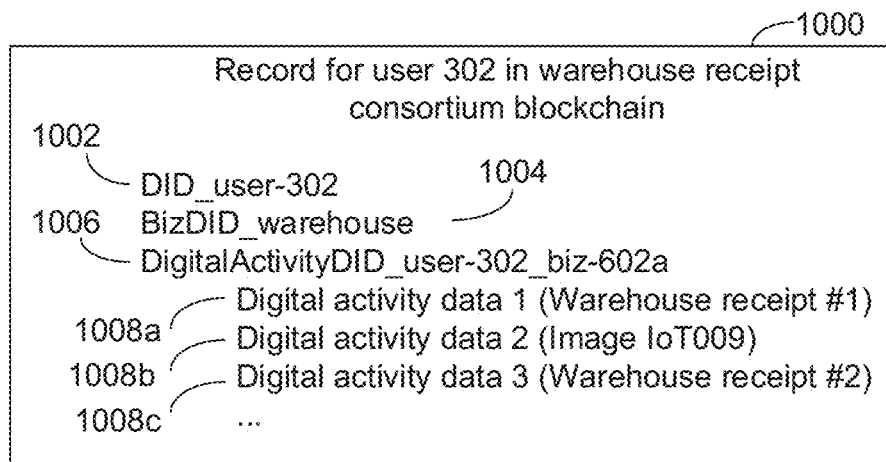 1000
Record for user 302 in warehouse receipt
consortium blockchain
1002
DID_user-302
1004
1006
BizDID_warehouse
DigitalActivityDID_user-302_biz-602a
Digital activity data 1 (Warehouse receipt #1)
1008a
Digital activity data 2 (Image IoT009)
1008b
Digital activity data 3 (Warehouse receipt #2)
1008c
...